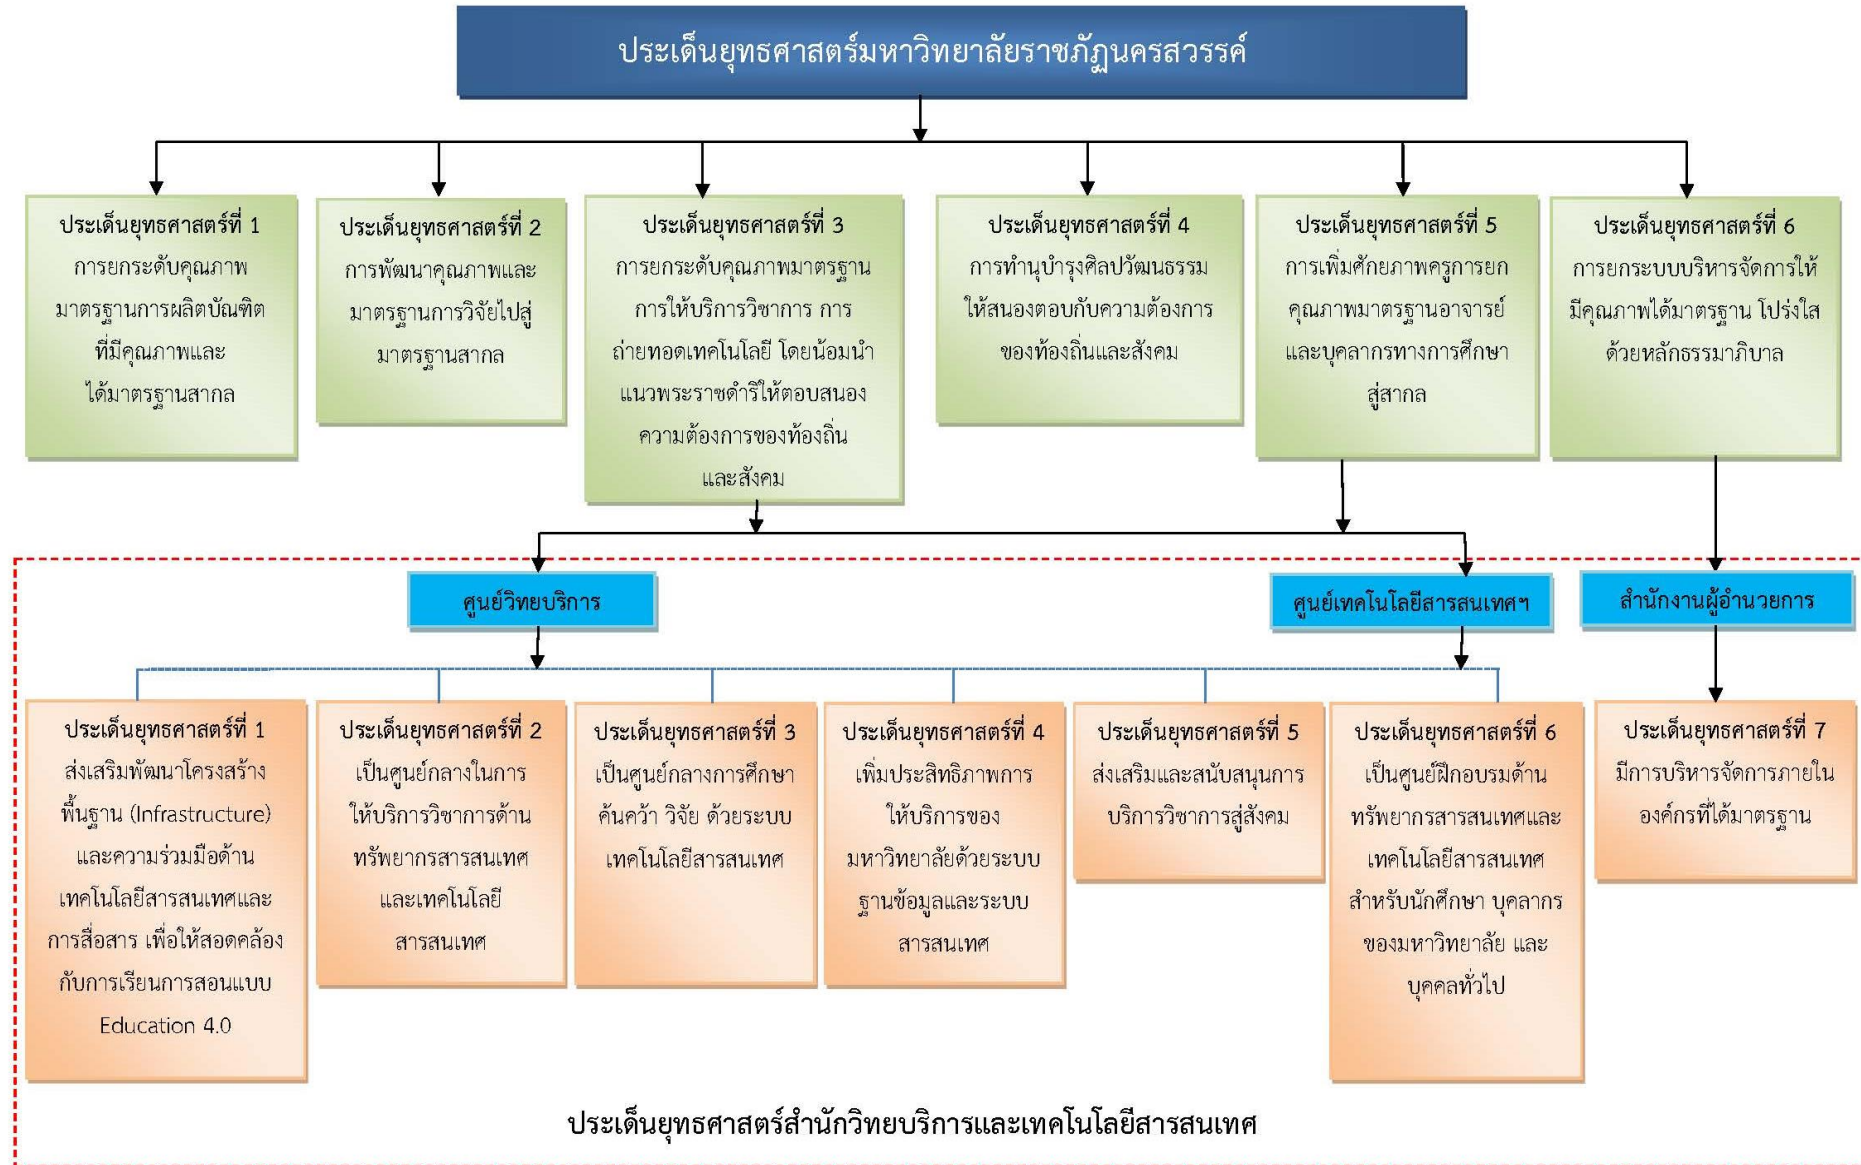 ประเด็นยุทธศาสตร์มหาวิทยาลัยราชภัฏนครสวรรค์
ประเด็นยุทธศาสตร์ที่ 1
การยกระดับคุณภาพ
มาตรฐานการผลิตบัณฑิต
ที่มีคุณภาพและ
ได้มาตรฐานสากล
ประเด็นยุทธศาสตร์ที่ 2
การพัฒนาคุณภาพและ
มาตรฐานการวิจัยไปสู่
มาตรฐานสากล
ประเด็นยุทธศาสตร์ที่ 3
การยกระดับคุณภาพมาตรฐาน
การให้บริการวิชาการ การ
ถ่ายทอดเทคโนโลยี โดยน้อมนำ
แนวพระราชดำริให้ตอบสนอง
ความต้องการของท้องถิ่น
และสังคม
ประเด็นยุทธศาสตร์ที่ 4
การทำนุบำรุงศิลปวัฒนธรรม
ให้สนองตอบกับความต้องการ
ของท้องถิ่นและสังคม
ประเด็นยุทธศาสตร์ที่ 5
การเพิ่มศักยภาพครูการยก
คุณภาพมาตรฐานอาจารย์
และบุคลากรทางการศึกษา
สู่สากล
ประเด็นยุทธศาสตร์ที่ 6
การยกระบบบริหารจัดการให้
มีคุณภาพได้มาตรฐาน โปร่งใส
ด้วยหลักธรรมาภิบาล
ศูนย์วิทยบริการ
ศูนย์เทคโนโลยีสารสนเทศฯ
สำนักงานผู้อำนวยการ
ประเด็นยุทธศาสตร์ที่ 1
ส่งเสริมพัฒนาโครงสร้าง
พื้นฐาน (Infrastructure)
และความร่วมมือด้าน
เทคโนโลยีสารสนเทศและ
การสื่อสาร เพื่อให้สอดคล้อง
กับการเรียนการสอนแบบ
Education 4.0
ประเด็นยุทธศาสตร์ที่ 2
เป็นศูนย์กลางในการ
ให้บริการวิชาการด้าน
ทรัพยากรสารสนเทศ
และเทคโนโลยี
สารสนเทศ
ประเด็นยุทธศาสตร์ที่ 3
เป็นศูนย์กลางการศึกษา
ค้นคว้า วิจัย ด้วยระบบ
เทคโนโลยีสารสนเทศ
ประเด็นยุทธศาสตร์ที่ 4
เพิ่มประสิทธิภาพการ
ให้บริการของ
มหาวิทยาลัยด้วยระบบ
ฐานข้อมูลและระบบ
สารสนเทศ
ประเด็นยุทธศาสตร์ที่ 5
ส่งเสริมและสนับสนุนการ
บริการวิชาการสู่สังคม
ประเด็นยุทธศาสตร์ที่ 6
เป็นศูนย์ฝึกอบรมด้าน
ทรัพยากรสารสนเทศและ
เทคโนโลยีสารสนเทศ
สำหรับนักศึกษา บุคลากร
ของมหาวิทยาลัย และ
บุคคลทั่วไป
ประเด็นยุทธศาสตร์ที่ 7
มีการบริหารจัดการภายใน
องค์กรที่ได้มาตรฐาน
ประเด็นยุทธศาสตร์สำนักวิทยบริการและเทคโนโลยีสารสนเทศ